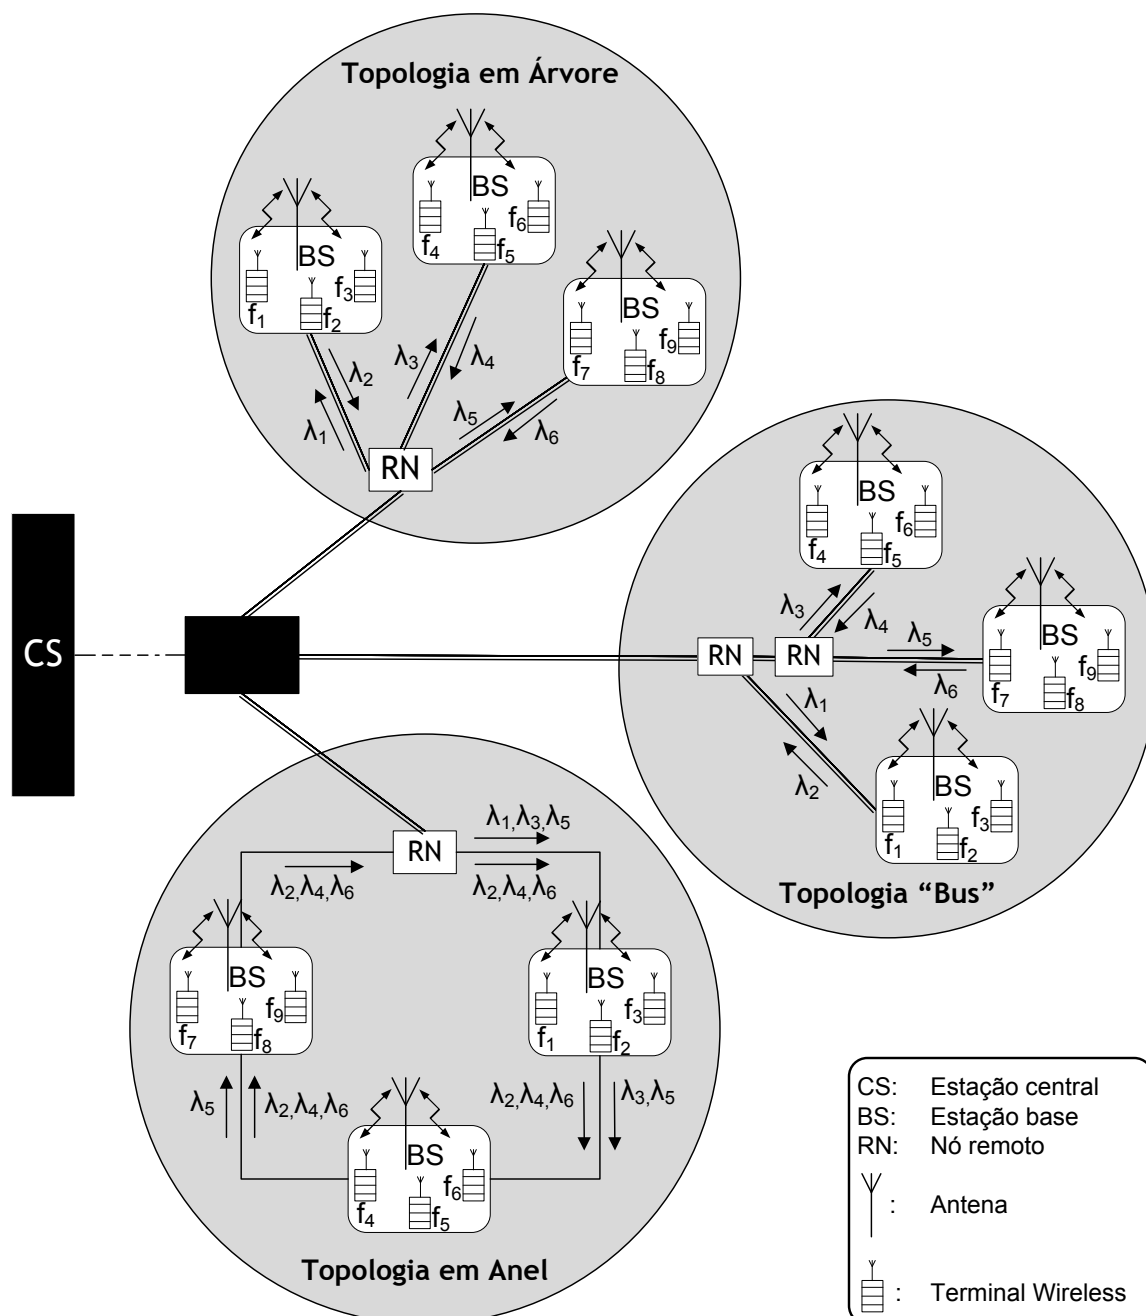 Topologia em Árvore
BS
f4
f5
f6
BS
f1
f2
f3
BS
f7
f8
f9
λ2
λ1
λ3
λ4
λ5
λ6
RN
CS
BS
f4
f5
f6
λ3
λ4
RN
RN
λ5
λ6
BS
f7
f8
f9
λ1
λ2
BS
f1
f2
f3
Topologia “Bus”
λ1,λ3,λ5
RN
λ2,λ4,λ6
λ2,λ4,λ6
BS
f7
f8
f9
BS
f1
f2
f3
λ5
λ2,λ4,λ6
λ2,λ4,λ6
λ3,λ5
BS
f4
f5
f6
Topologia em Anel
CS: Estação central
BS: Estação base
RN: Nó remoto
: Antena
: Terminal Wireless